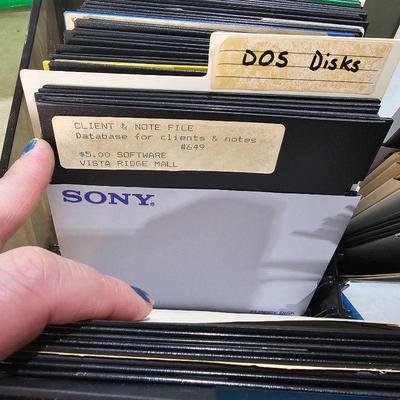 DOS Disks
CLIENT & NOTE FILE
Database for clients & notes
#649
$5.00 SOFTWARE
VISTA RIDGE MALL
SONY.